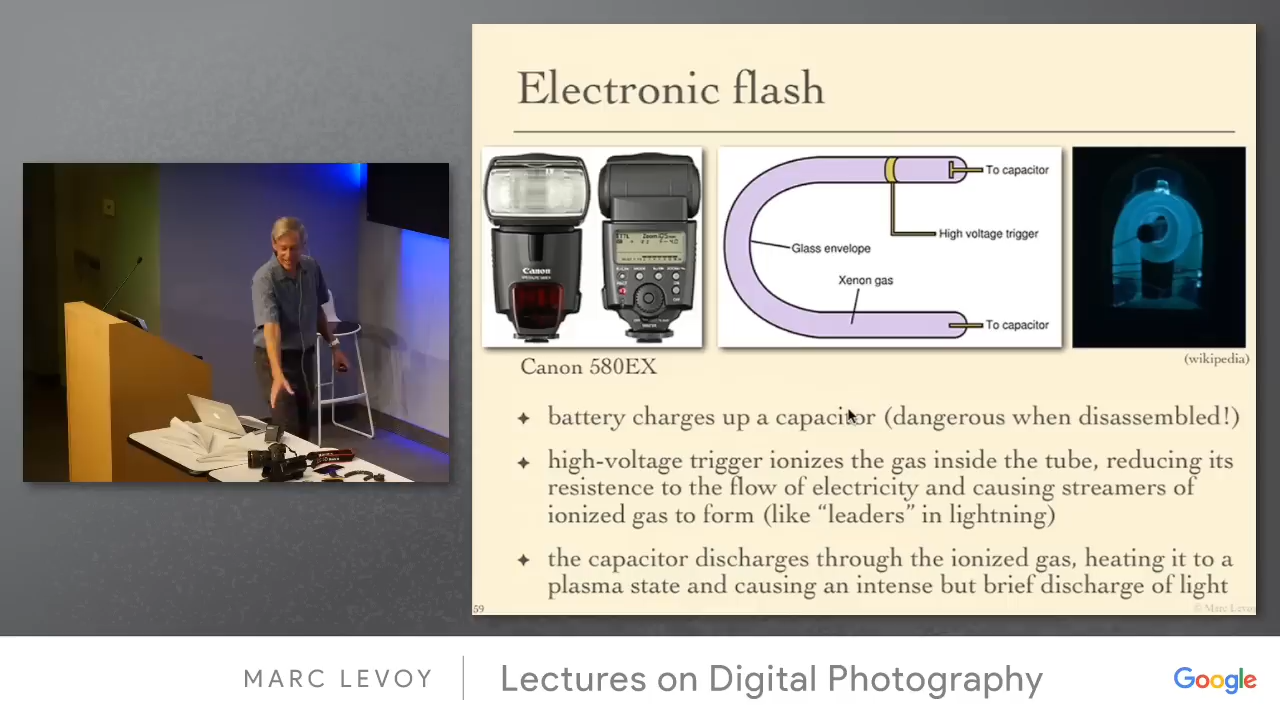 Electronic flash
Canon
To capacitor
High voltage trigger
Glass envelope
Xenon gas
To capacitor
Canon 580EX
(wikipedia)
battery charges up a capacitor (dangerous when disassembled!)
high-voltage trigger ionizes the gas inside the tube, reducing its
resistence to the flow of electricity and causing streamers of
ionized gas to form (like “leaders” in lightning)
the capacitor discharges through the ionized gas, heating it to a
plasma state and causing an intense but brief discharge of light
59
© Marc Levoy
MARC LEVOY
Lectures on Digital Photography
Google